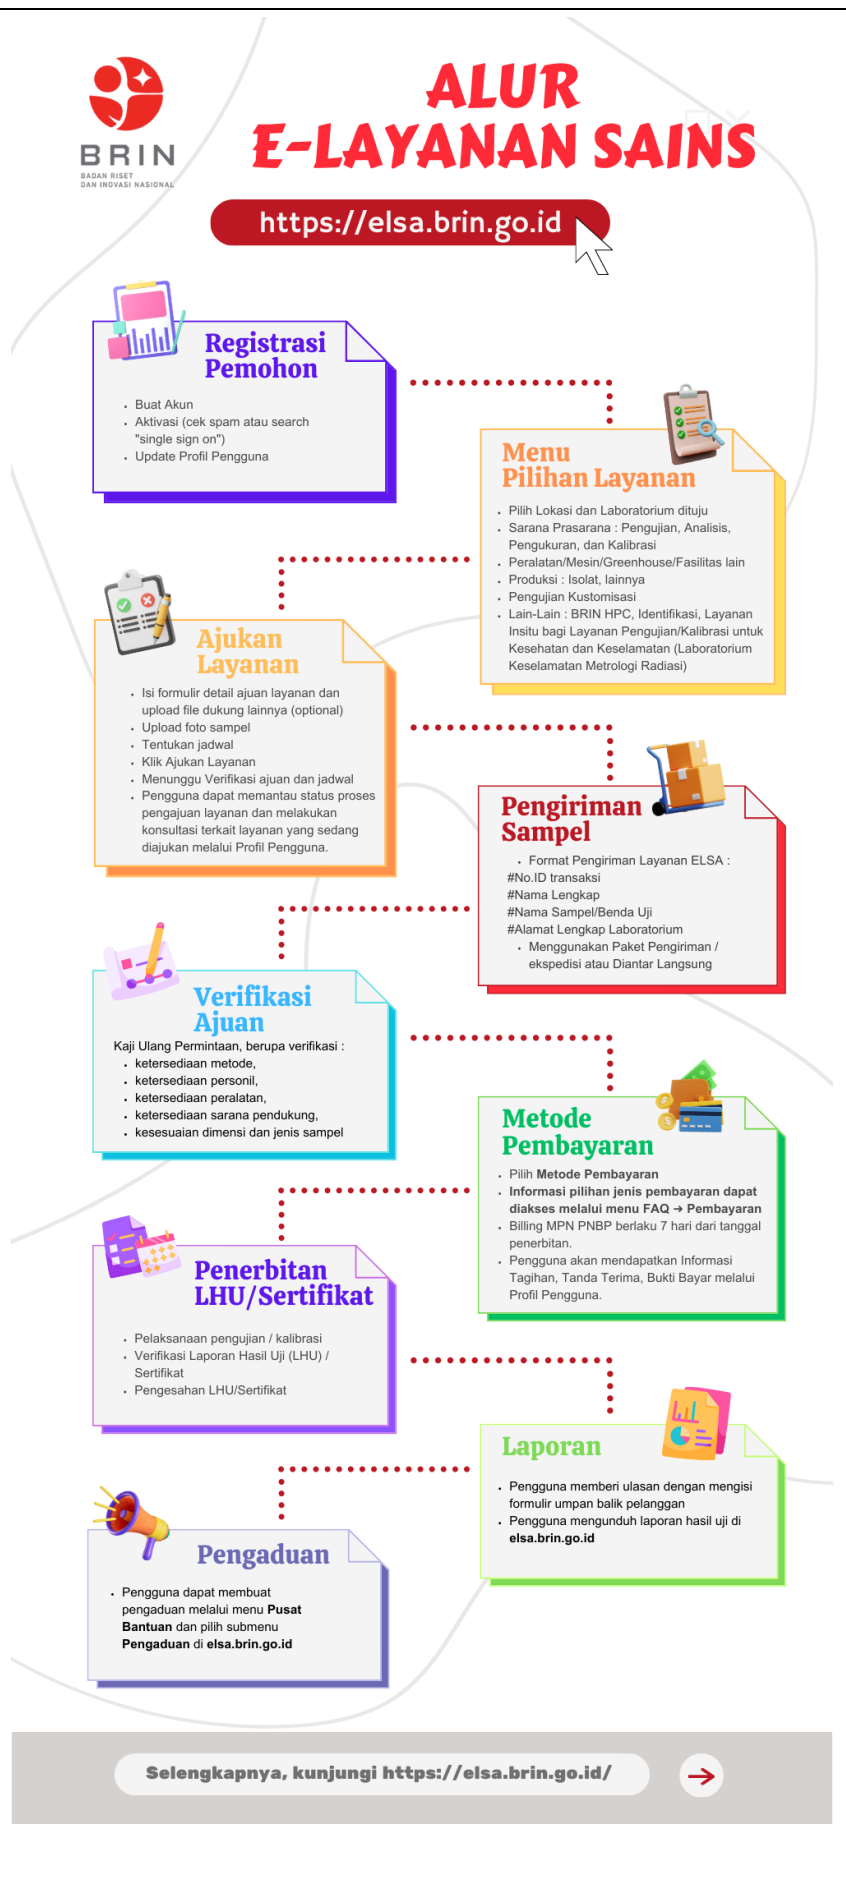 BRIN
BADAN RISET
DAN INOVASI NASIONAL
ALUR
E-LAYANAN SAINS
https://elsa.brin.go.id
Registrasi
Pemohon
• Buat Akun
• Aktivasi (cek spam atau search
"single sign on")
• Update Profil Pengguna
Menu
Pilihan Layanan
• Pilih Lokasi dan Laboratorium dituju
• Sarana Prasarana : Pengujian, Analisis,
Pengukuran, dan Kalibrasi
• Peralatan/Mesin/Greenhouse/Fasilitas lain
• Produksi : Isolat, lainnya
• Pengujian Kustomisasi
• Lain-Lain : BRIN HPC, Identifikasi, Layanan
Insitu bagi Layanan Pengujian/Kalibrasi untuk
Kesehatan dan Keselamatan (Laboratorium
Keselamatan Metrologi Radiasi)
Ajukan
Layanan
• Isi formulir detail ajuan layanan dan
upload file dukung lainnya (optional)
• Upload foto sampel
• Tentukan jadwal
• Klik Ajukan Layanan
• Menunggu Verifikasi ajuan dan jadwal
• Pengguna dapat memantau status proses
pengajuan layanan dan melakukan
konsultasi terkait layanan yang sedang
diajukan melalui Profil Pengguna.
Pengiriman
Sampel
• Format Pengiriman Layanan ELSA :
#No.ID transaksi
#Nama Lengkap
#Nama Sampel/Benda Uji
#Alamat Lengkap Laboratorium
• Menggunakan Paket Pengiriman /
ekspedisi atau Diantar Langsung
Verifikasi
Ajuan
Kaji Ulang Permintaan, berupa verifikasi :
• ketersediaan metode,
• ketersediaan personil,
• ketersediaan peralatan,
• ketersediaan sarana pendukung,
• kesesuaian dimensi dan jenis sampel
Metode
Pembayaran
• Pilih Metode Pembayaran
• Informasi pilihan jenis pembayaran dapat
diakses melalui menu FAQ ➜ Pembayaran
• Billing MPN PNBP berlaku 7 hari dari tanggal
penerbitan.
• Pengguna akan mendapatkan Informasi
Tagihan, Tanda Terima, Bukti Bayar melalui
Profil Pengguna.
Penerbitan
LHU/Sertifikat
• Pelaksanaan pengujian / kalibrasi
• Verifikasi Laporan Hasil Uji (LHU) /
Sertifikat
• Pengesahan LHU/Sertifikat
Laporan
• Pengguna memberi ulasan dengan mengisi
formulir umpan balik pelanggan
• Pengguna mengunduh laporan hasil uji di
elsa.brin.go.id
Pengaduan
• Pengguna dapat membuat
pengaduan melalui menu Pusat
Bantuan dan pilih submenu
Pengaduan di elsa.brin.go.id
Selengkapnya, kunjungi https://elsa.brin.go.id/